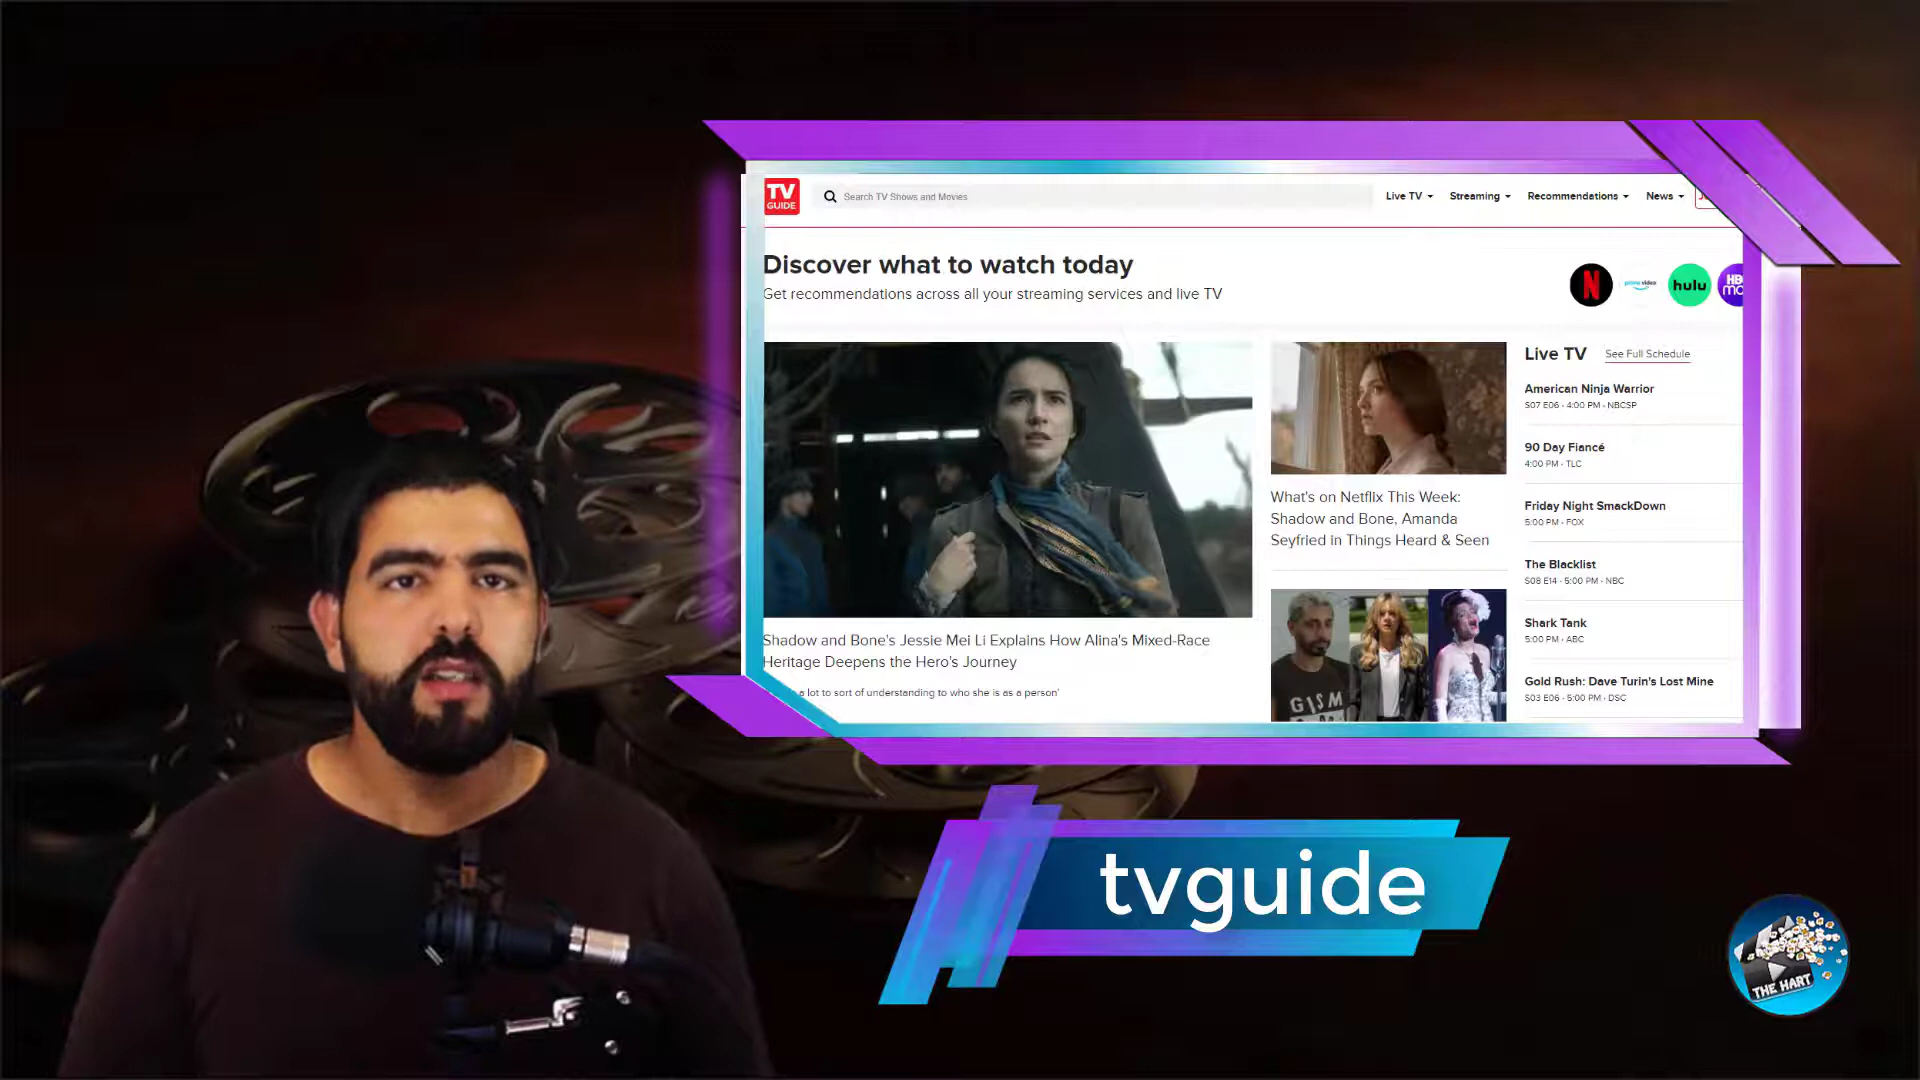 TV
GUIDE
Search TV Shows and Movies
Live TV
Streaming
Recommendations
News
Discover what to watch today
Get recommendations across all your streaming services and live TV
N
prime video
hulu
HB
Live TV
See Full Schedule
American Ninja Warrior
S07 E06 • 4:00 PM • NBCSP
90 Day Fiancé
4:00 PM • TLC
Friday Night SmackDown
5:00 PM • FOX
The Blacklist
S08 E14 • 5:00 PM • NBC
Shark Tank
5:00 PM • ABC
Gold Rush: Dave Turin's Lost Mine
S03 E06 • 5:00 PM • DSC
What's on Netflix This Week:
Shadow and Bone, Amanda
Seyfried in Things Heard & Seen
Shadow and Bone's Jessie Mei Li Explains How Alina's Mixed-Race
Heritage Deepens the Hero's Journey
a lot to sort of understanding to who she is as a person'
GISM
tvguide
THE HART